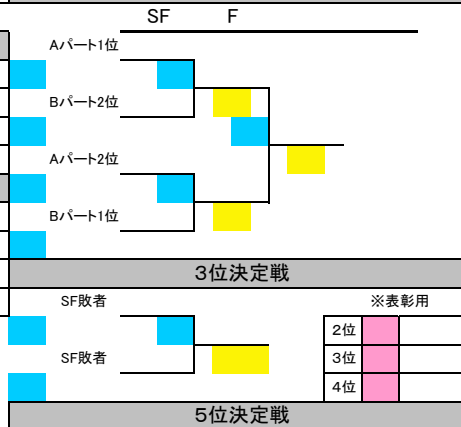 SF F
Aパート1位
Bパート2位
Aパート2位
Bパート1位
3位決定戦
SF敗者 ※表彰用
2位
SF敗者 3位
4位
5位決定戦